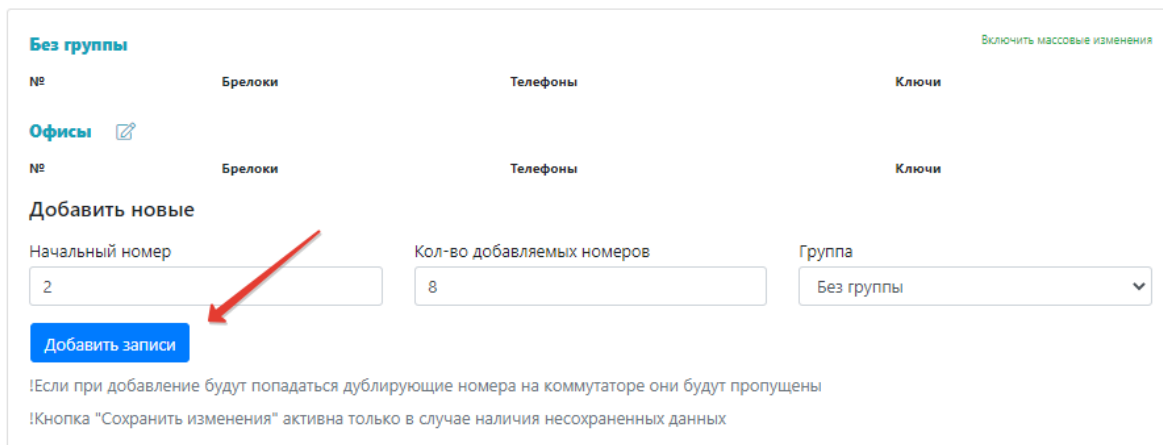 Без группы
Включить массовые изменения
№ Брелоки Телефоны Ключи
Офисы
№ Брелоки Телефоны Ключи
Добавить новые
Начальный номер Кол-во добавляемых номеров Группа
2 8 Без группы
Добавить записи
!Если при добавление будут попадаться дублирующие номера на коммутаторе они будут пропущены
!Кнопка "Сохранить изменения" активна только в случае наличия несохраненных данных